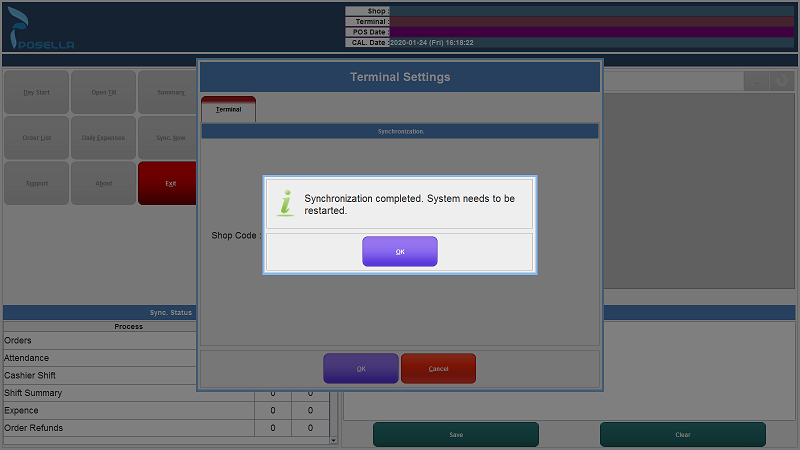 POSELLA
Shop :
Terminal :
POS Date :
CAL. Date : 2020-01-24 (Fri) 16:18:22
Terminal Settings
Day Start
Open Till
Summary
Terminal
Synchronization.
Order List
Daily Expenses
Sync. Now
Support
About
Exit
Synchronization completed. System needs to be
restarted.
Shop Code :
OK
Sync. Status
Process
Orders
Attendance
Cashier Shift
Shift Summary 0 0
Expence 0 0
Order Refunds 0 0
OK
Cancel
Save
Clear